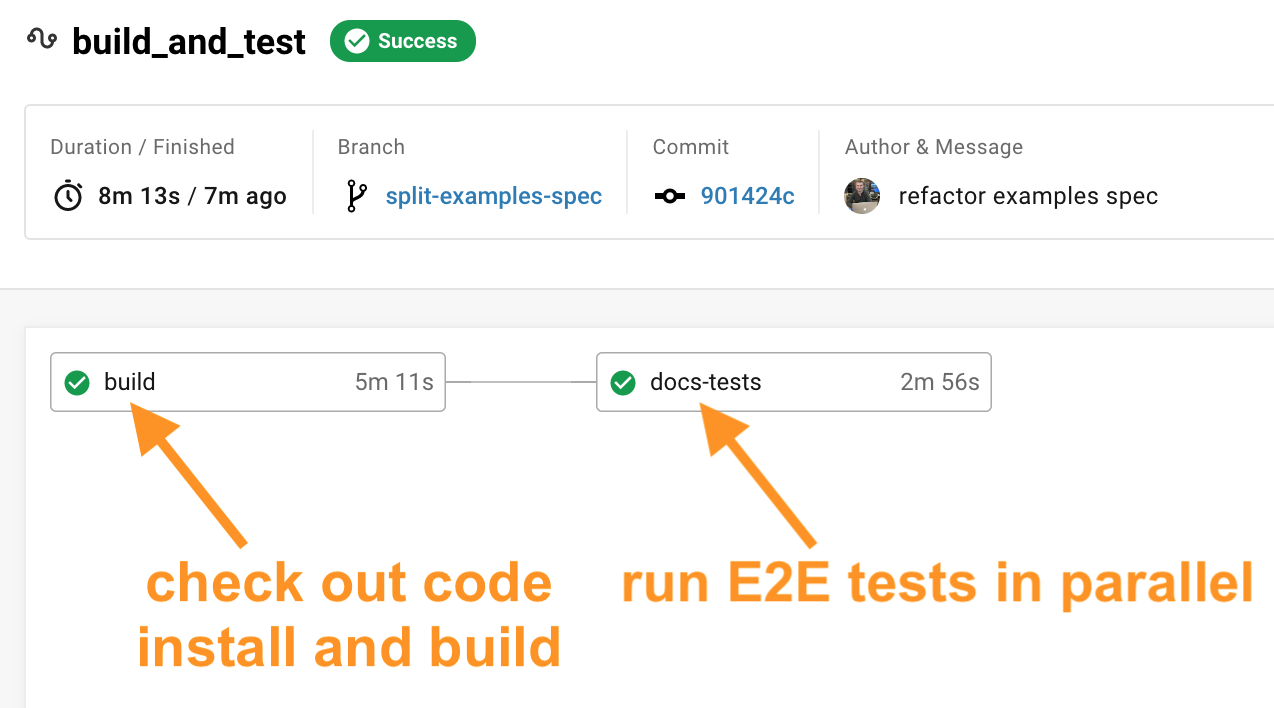 build_and_test Success
Duration / Finished
8m 13s / 7m ago
Branch
split-examples-spec
Commit
901424c
Author & Message
refactor examples spec
build 5m 11s
docs-tests 2m 56s
check out code
install and build
run E2E tests in parallel